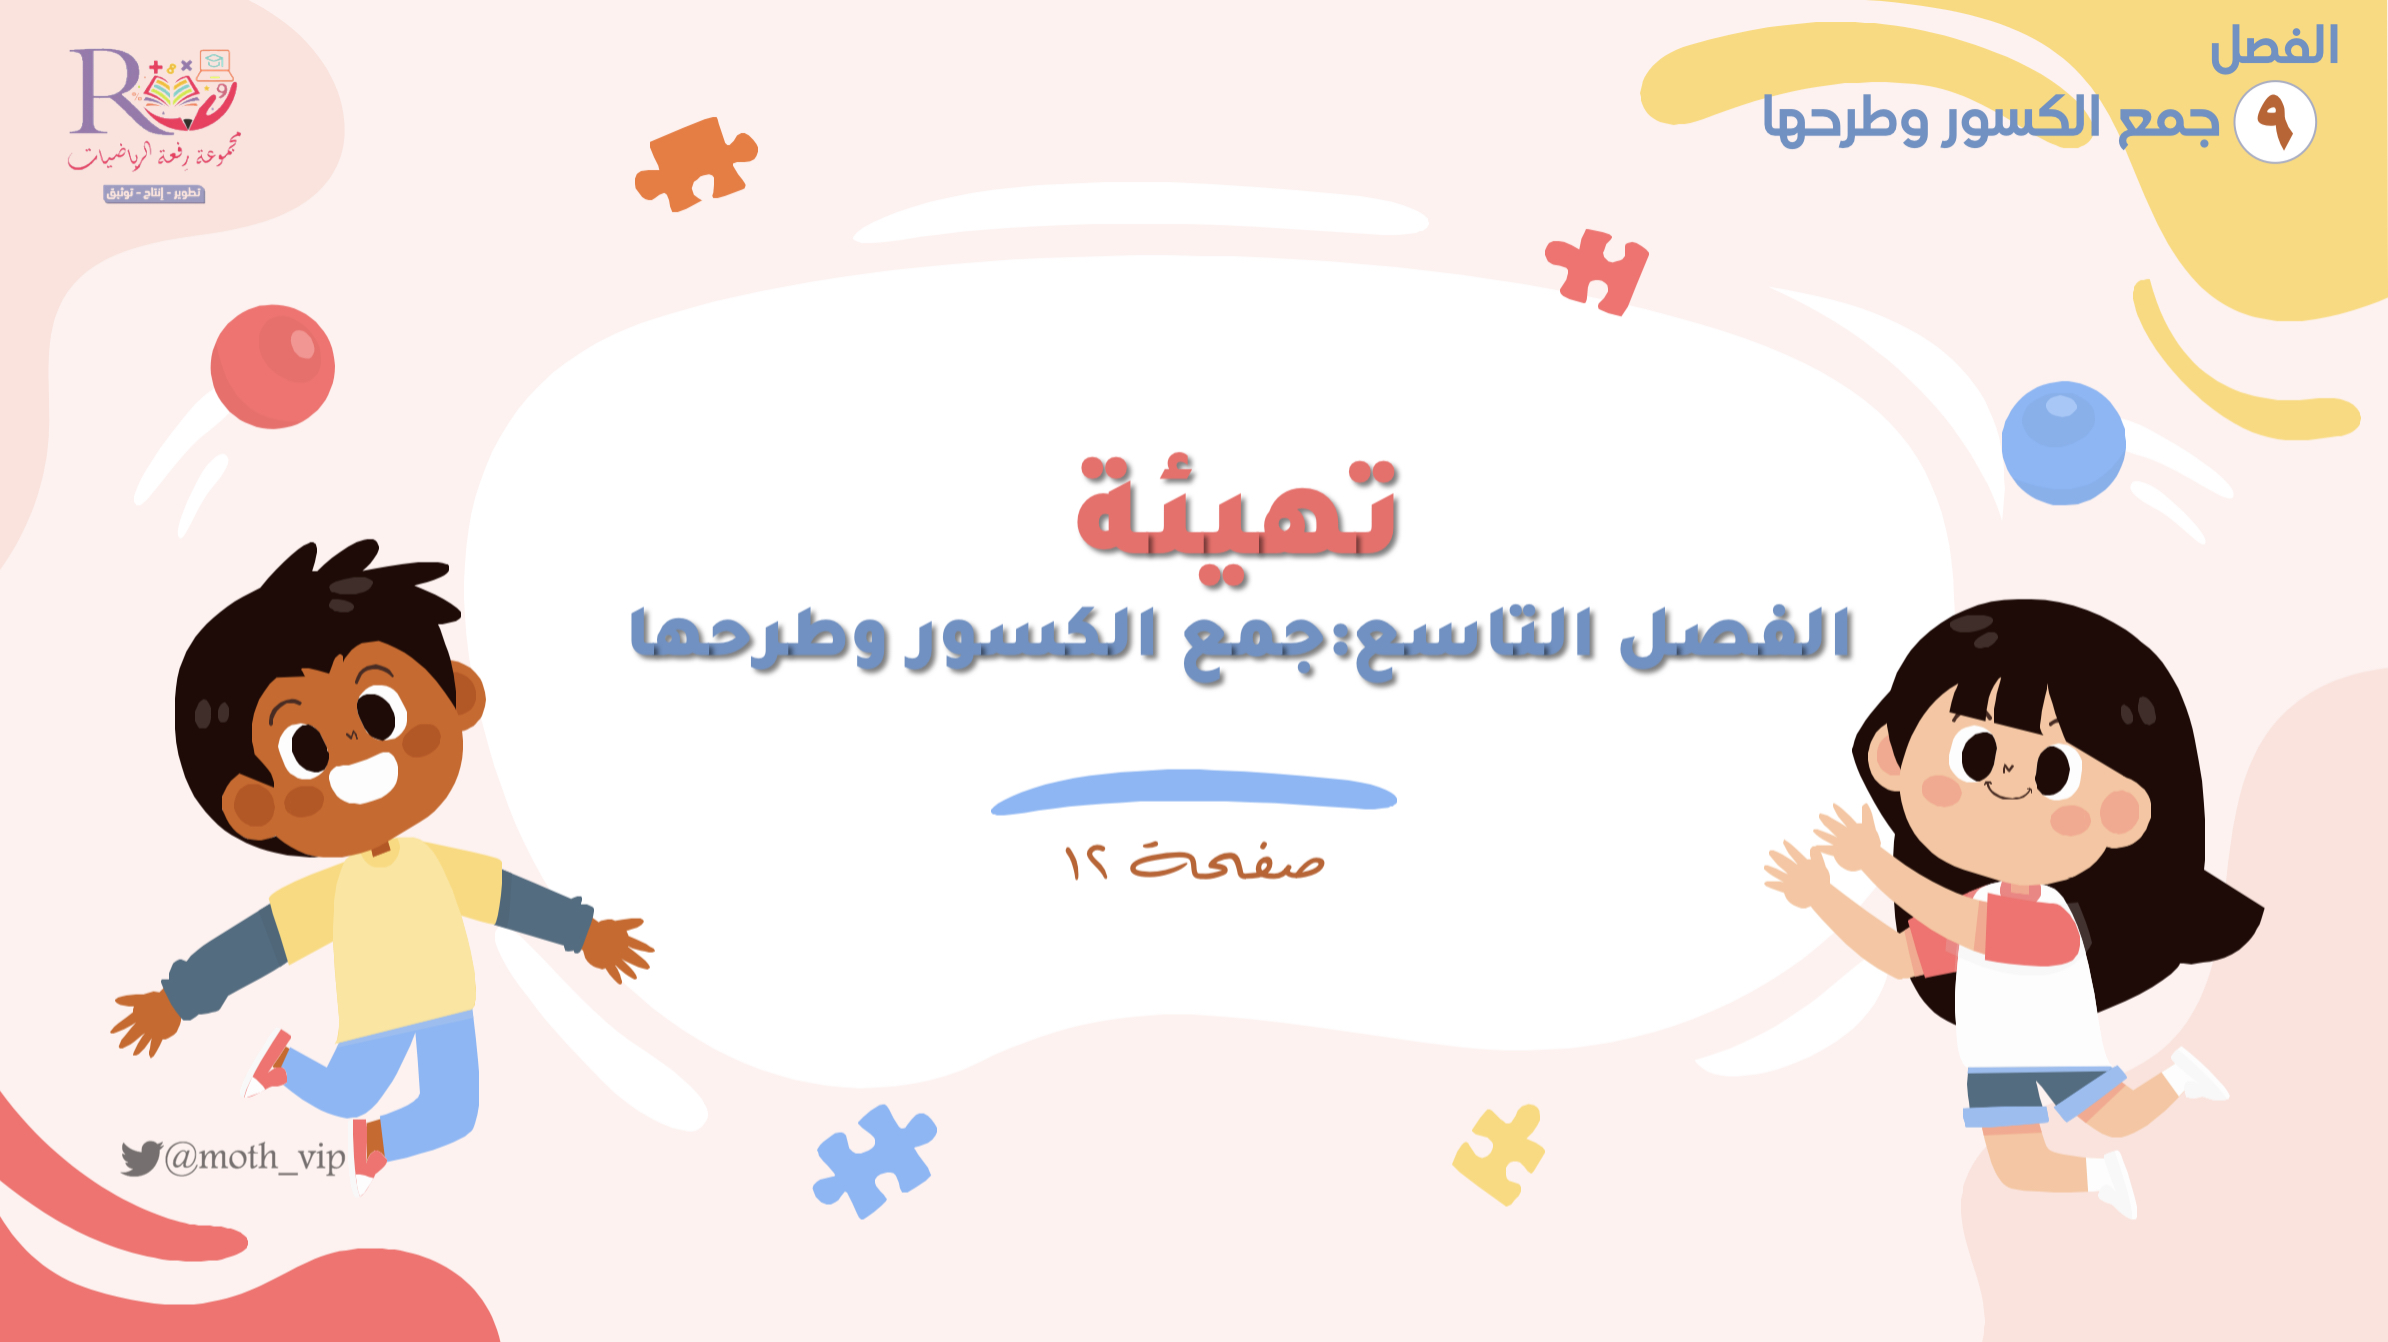 الفصل
٩ جمع الكسور وطرحها
مجموعة رفعة الرياضيات
تطوير - إنتاج - توثيق
تهيئة
الفصل التاسع:جمع الكسور وطرحها
صفحة ١٢
@moth_vip